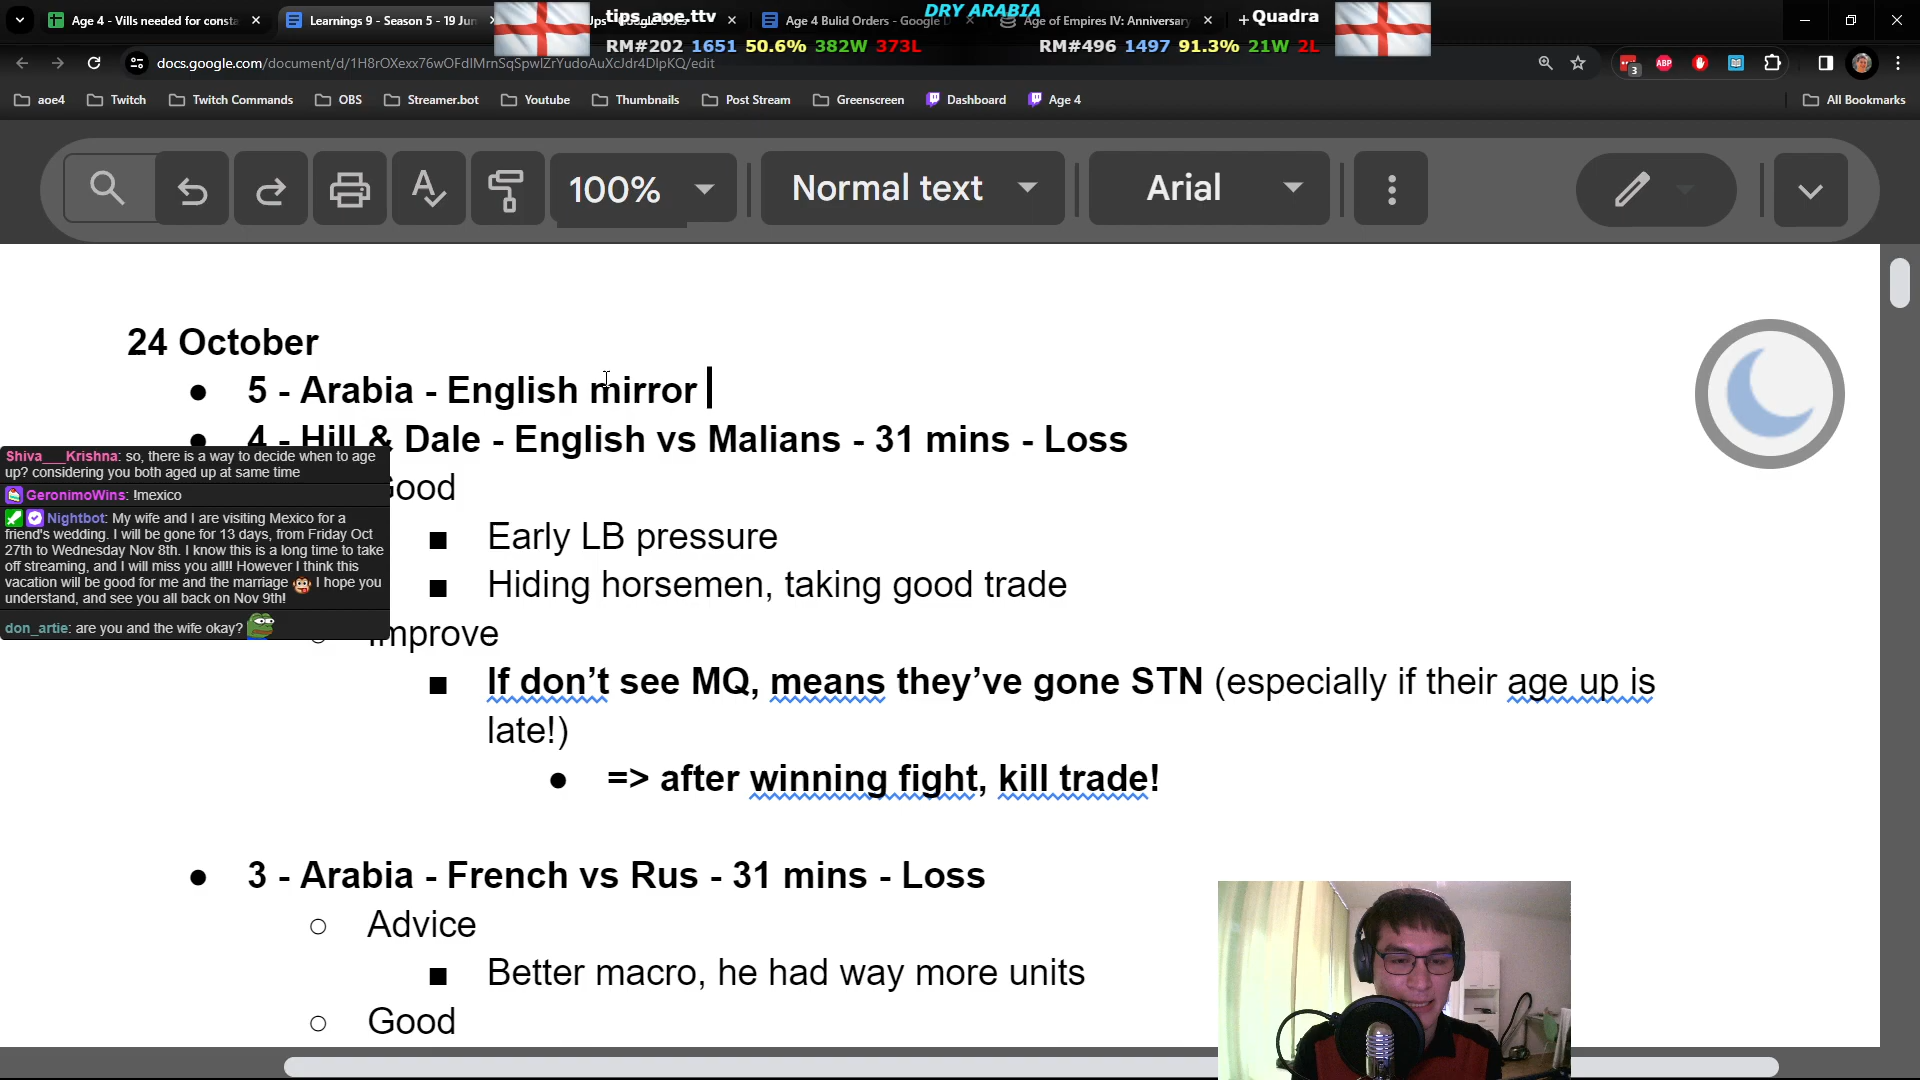 Age 4 - Vills needed for consta
Learnings 9 - Season 5 - 19 Jun
Age 4 Bulid Orders - Google D
Age of Empires IV: Anniversary
tips_aoe.ttv
DRY ARABIA
+ Quadra
RM#202 1651 50.6% 382W 373L
RM#496 1497 91.3% 21W 2L
docs.google.com/document/d/1H8rOXexx76wOFdIMrnSqSpwlZrYudoAuXcJdr4DlpKQ/edit
3
ABP
aoe4
Twitch
Twitch Commands
OBS
Streamer.bot
Youtube
Thumbnails
Post Stream
Greenscreen
Dashboard
Age 4
All Bookmarks
100%
Normal text
Arial
24 October
● 5 - Arabia - English mirror
● 4 - Hill & Dale - English vs Malians - 31 mins - Loss
Shiva___Krishna: so, there is a way to decide when to age
up? considering you both aged up at same time
GeronimoWins: !mexico
Nightbot: My wife and I are visiting Mexico for a
friend's wedding. I will be gone for 13 days, from Friday Oct
27th to Wednesday Nov 8th. I know this is a long time to take
off streaming, and I will miss you all!! However I think this
vacation will be good for me and the marriage I hope you
understand, and see you all back on Nov 9th!
don_artie: are you and the wife okay?
Good
■ Early LB pressure
■ Hiding horsemen, taking good trade
Improve
■ If don't see MQ, means they've gone STN (especially if their age up is
late!)
● => after winning fight, kill trade!
● 3 - Arabia - French vs Rus - 31 mins - Loss
○ Advice
■ Better macro, he had way more units
○ Good